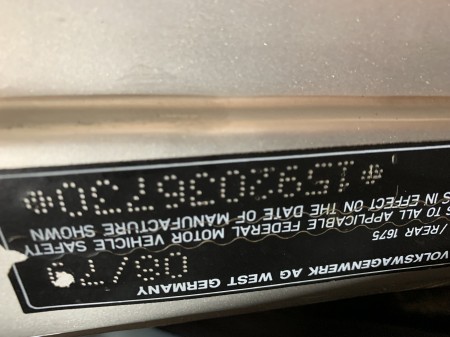 VOLKSWAGENWERK AG WEST GERMANY
08/79
/ REAR 1675
S TO ALL APPLICABLE FEDERAL MOTOR VEHICLE SAFETY
S IN EFFECT ON THE DATE OF MANUFACTURE SHOWN
*1592036730*